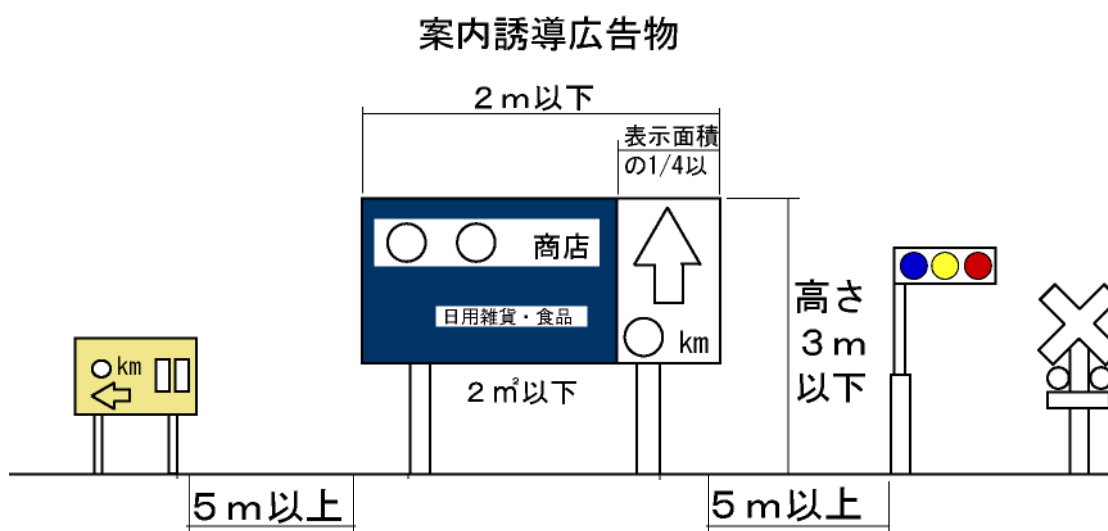 案内誘導広告物
２ｍ以下
表示面積
の1/4以
商店
日用雑貨・食品
km
km
２㎡以下
高さ
３ｍ
以下
５ｍ以上
５ｍ以上